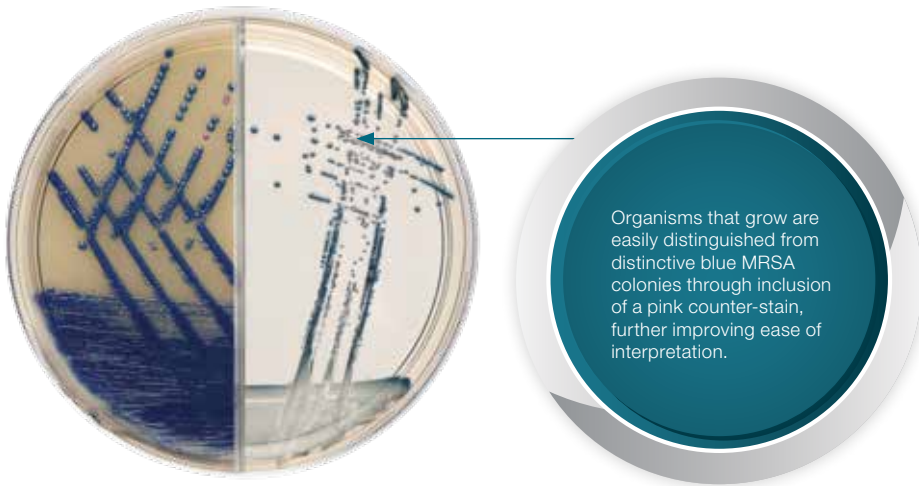 Organisms that grow are
easily distinguished from
distinctive blue MRSA
colonies through inclusion
of a pink counter-stain,
further improving ease of
interpretation.